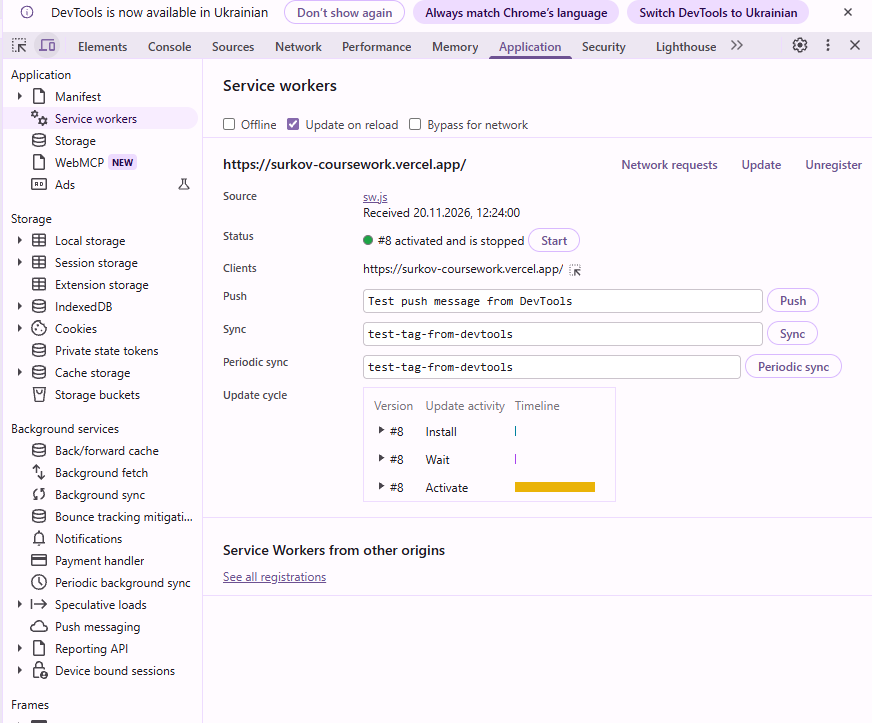 DevTools is now available in Ukrainian Don't show again Always match Chrome's language Switch DevTools to Ukrainian
Elements Console Sources Network Performance Memory Application Security Lighthouse
Application
Manifest
Service workers
Storage
WebMCP NEW
Ads
Storage
Local storage
Session storage
Extension storage
IndexedDB
Cookies
Private state tokens
Cache storage
Storage buckets
Background services
Back/forward cache
Background fetch
Background sync
Bounce tracking mitigati...
Notifications
Payment handler
Periodic background sync
Speculative loads
Push messaging
Reporting API
Device bound sessions
Frames
Service workers
Offline Update on reload Bypass for network
https://surkov-coursework.vercel.app/ Network requests Update Unregister
Source sw.js
Received 20.11.2026, 12:24:00
Status #8 activated and is stopped Start
Clients https://surkov-coursework.vercel.app/
Push Test push message from DevTools Push
Sync test-tag-from-devtools Sync
Periodic sync test-tag-from-devtools Periodic sync
Update cycle
Version Update activity Timeline
#8 Install
#8 Wait
#8 Activate
Service Workers from other origins
See all registrations